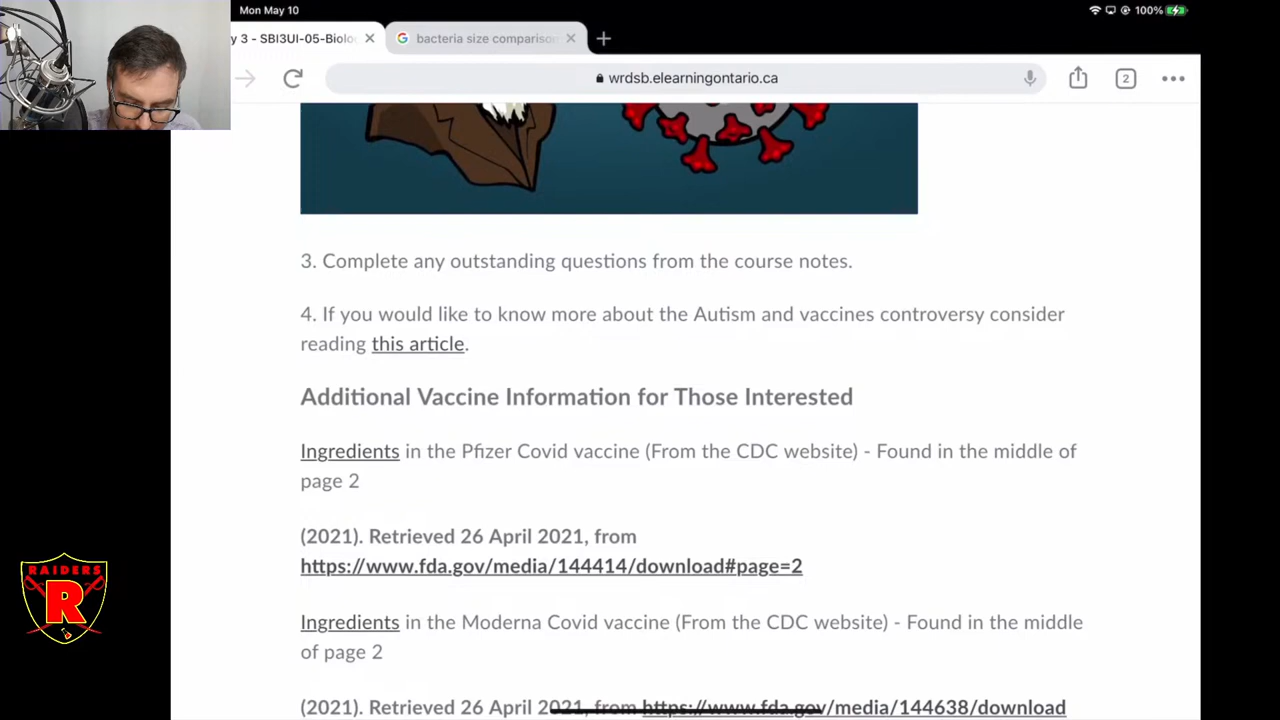 Mon May 10
100%
y 3 - SBI3UI-05-Biolo
bacteria size comparison
wrdsb.elearningontario.ca
2
3. Complete any outstanding questions from the course notes.
4. If you would like to know more about the Autism and vaccines controversy consider
reading this article.
Additional Vaccine Information for Those Interested
Ingredients in the Pfizer Covid vaccine (From the CDC website) - Found in the middle of
page 2
(2021). Retrieved 26 April 2021, from
https://www.fda.gov/media/144414/download#page=2
Ingredients in the Moderna Covid vaccine (From the CDC website) - Found in the middle
of page 2
(2021). Retrieved 26 April 2021, from https://www.fda.gov/media/144638/download
RAIDERS
R